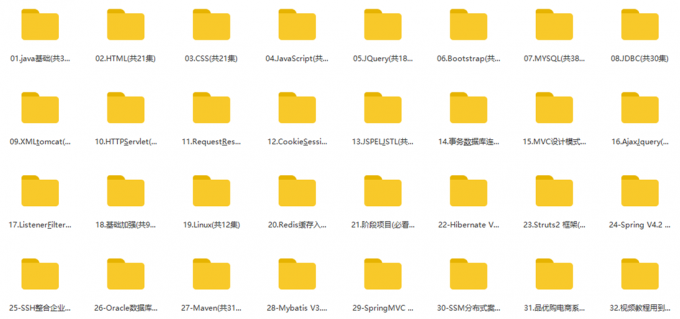 01.java基础(共3...
02.HTML(共21集)
03.CSS(共21集)
04.JavaScript(共...
05.JQuery(共18...
06.Bootstrap(共...
07.MYSQL(共38...
08.JDBC(共30集)
09.XMLtomcat(...
10.HTTPServlet(...
11.RequestRes...
12.CookieSessi...
13.JSPELJSTL(共...
14.事务数据库连...
15.MVC设计模式...
16.AjaxJquery(...
17.ListenerFilter...
18.基础加强(共9...
19.Linux(共12集)
20.Redis缓存入...
21.阶段项目(必看...
22-Hibernate V...
23.Struts2 框架(...
24-Spring V4.2 ...
25-SSH整合企业...
26-Oracle数据库...
27-Maven(共31...
28-Mybatis V3....
29-SpringMVC ...
30-SSM分布式案...
31.品优购电商系...
32.视频教程用到...